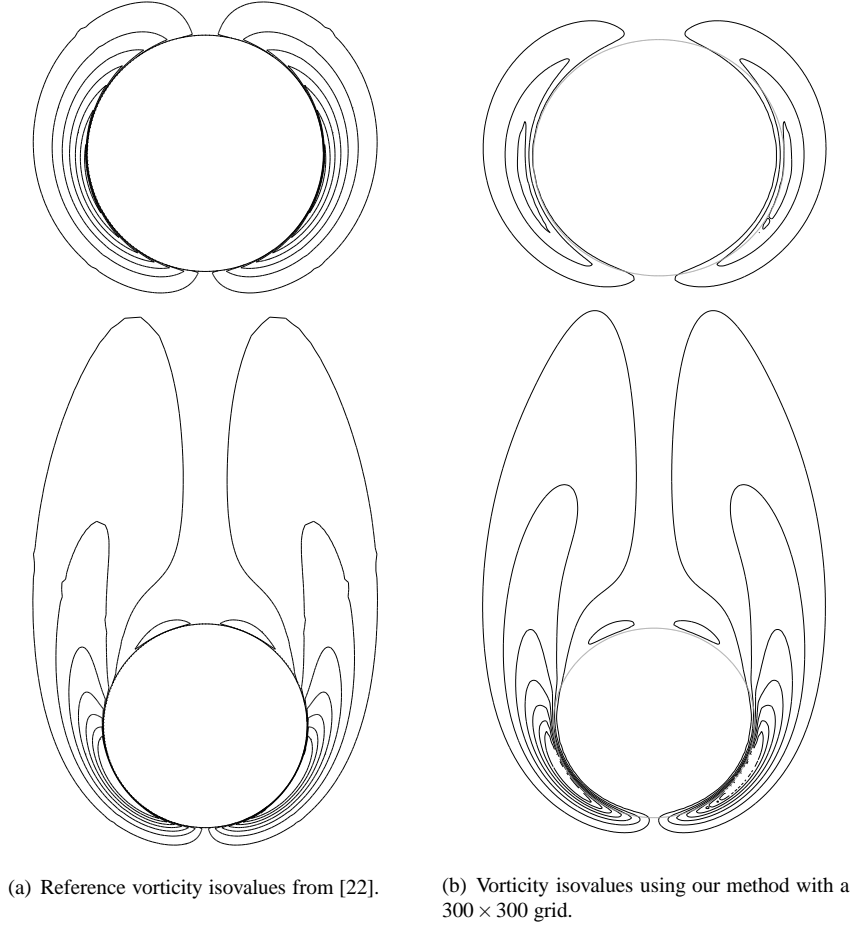 (a) Reference vorticity isovalues from [22].
(b) Vorticity isovalues using our method with a
300 × 300 grid.